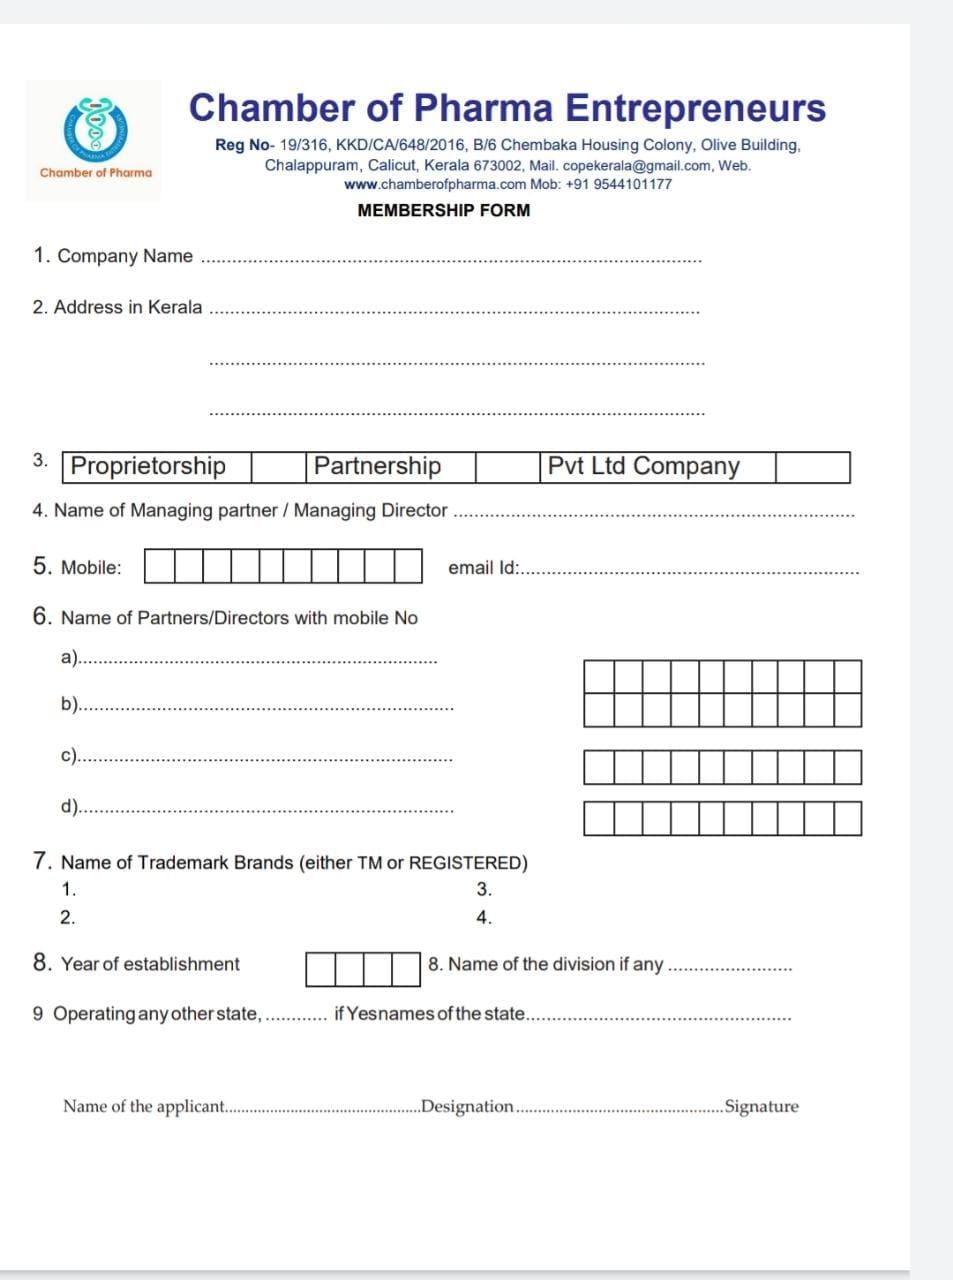 Chamber of Pharma Entrepreneurs
Chamber of Pharma
Reg No- 19/316, KKD/CA/648/2016, B/6 Chembaka Housing Colony, Olive Building,
Chalappuram, Calicut, Kerala 673002, Mail. copekerala@gmail.com, Web.
www.chamberofpharma.com Mob: +91 9544101177
MEMBERSHIP FORM
1. Company Name ..........
2. Address in Kerala ..........
3. Proprietorship Partnership Pvt Ltd Company
4. Name of Managing partner / Managing Director ..........
5. Mobile: email Id:..........
6. Name of Partners/Directors with mobile No
a)..........
b)..........
c)..........
d)..........
7. Name of Trademark Brands (either TM or REGISTERED)
1. 3.
2. 4.
8. Year of establishment 8. Name of the division if any ..........
9 Operating any other state, .......... if Yes names of the state..........
Name of the applicant..........Designation..........Signature